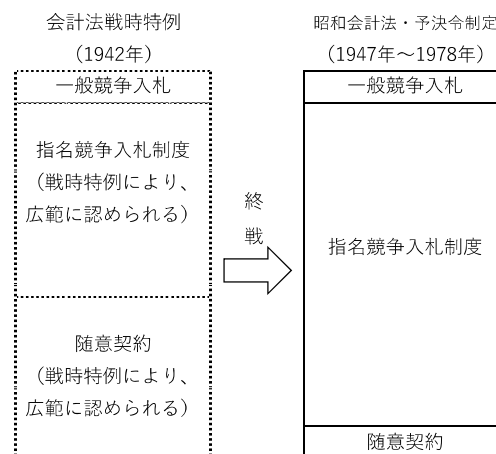 会計法戦時特例
（1942年）
一般競争入札
指名競争入札制度
（戦時特例により、
広範に認められる）
随意契約
（戦時特例により、
広範に認められる）
終
戦
昭和会計法・予決令制定
（1947年～1978年）
一般競争入札
指名競争入札制度
随意契約